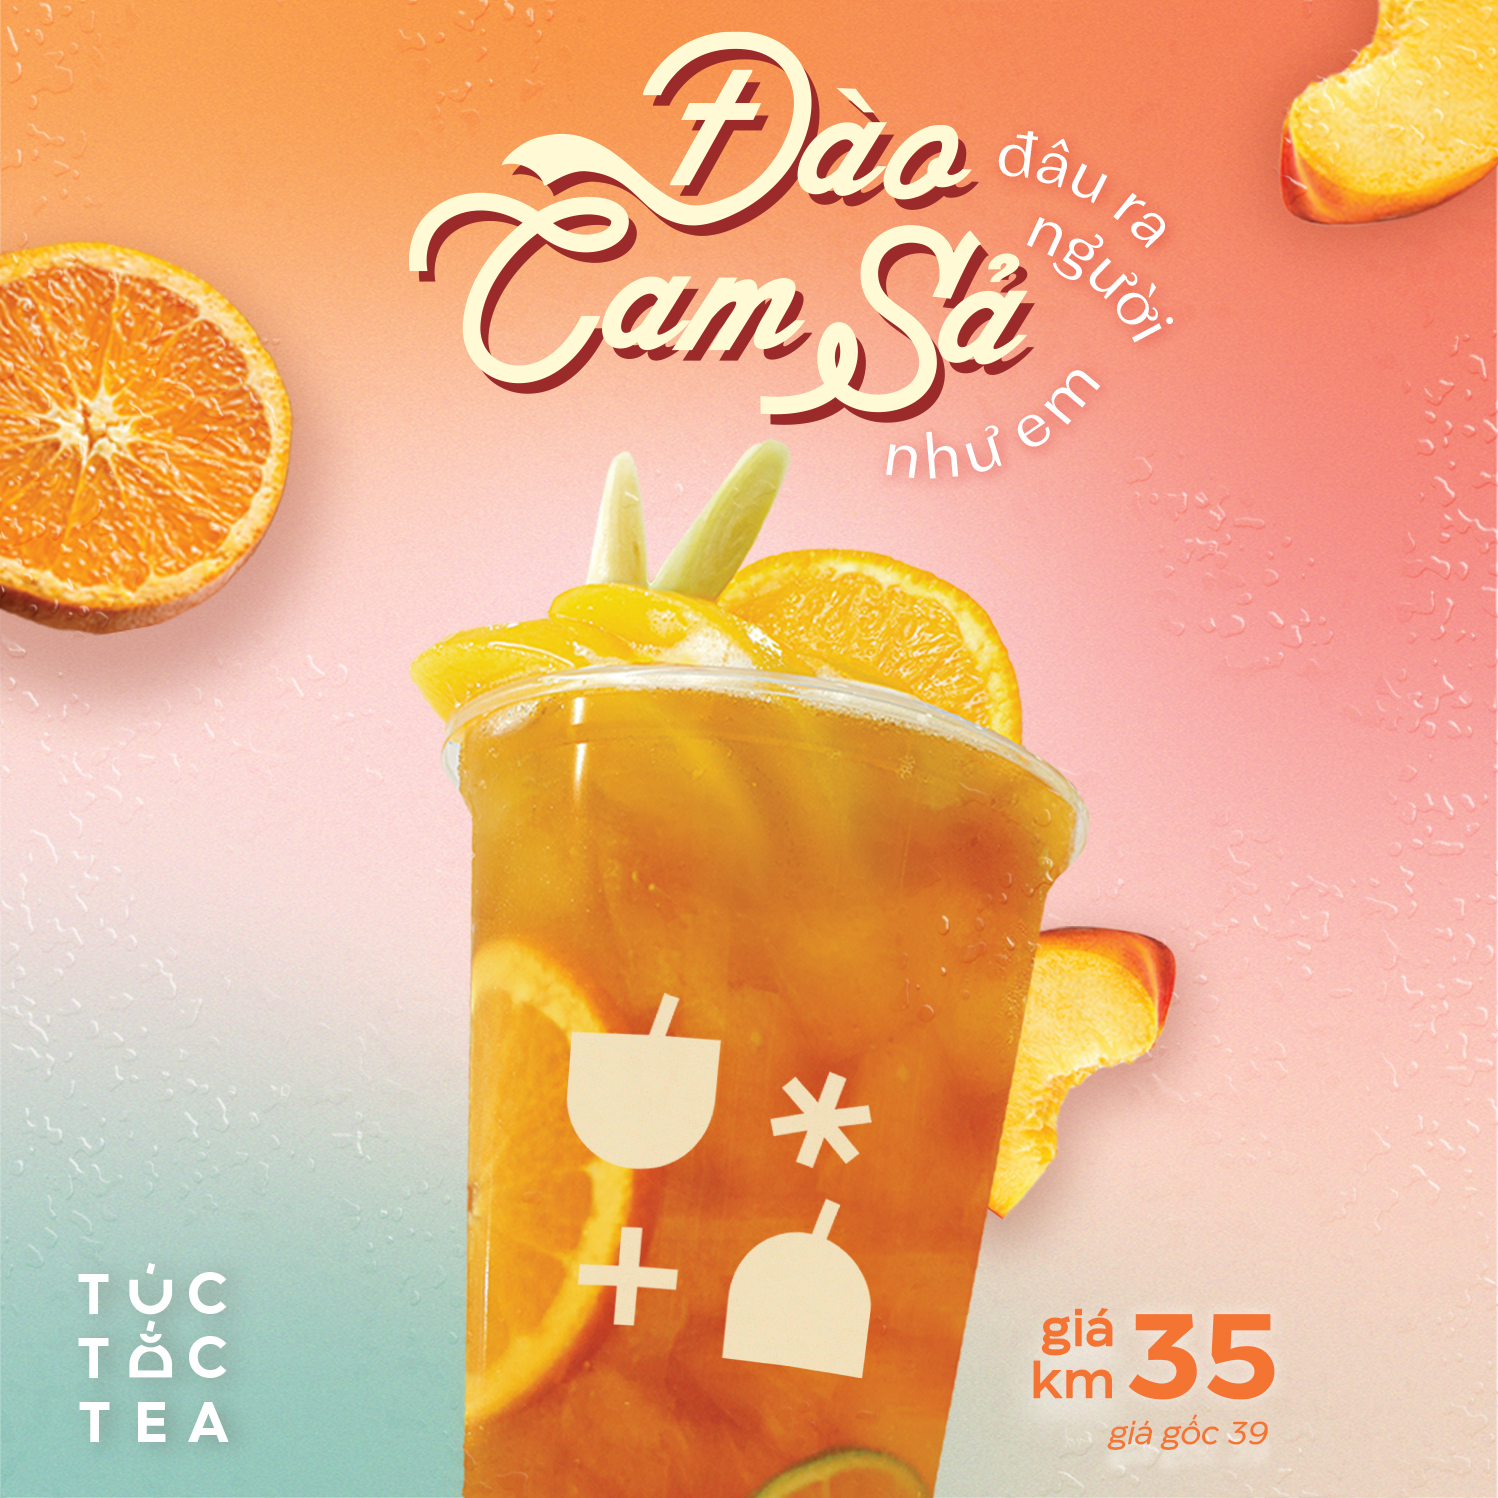 Đào
Cam Sả
đâu ra
người
như em
TÚC
TẮC
TEA
giá
km 35
giá gốc 39